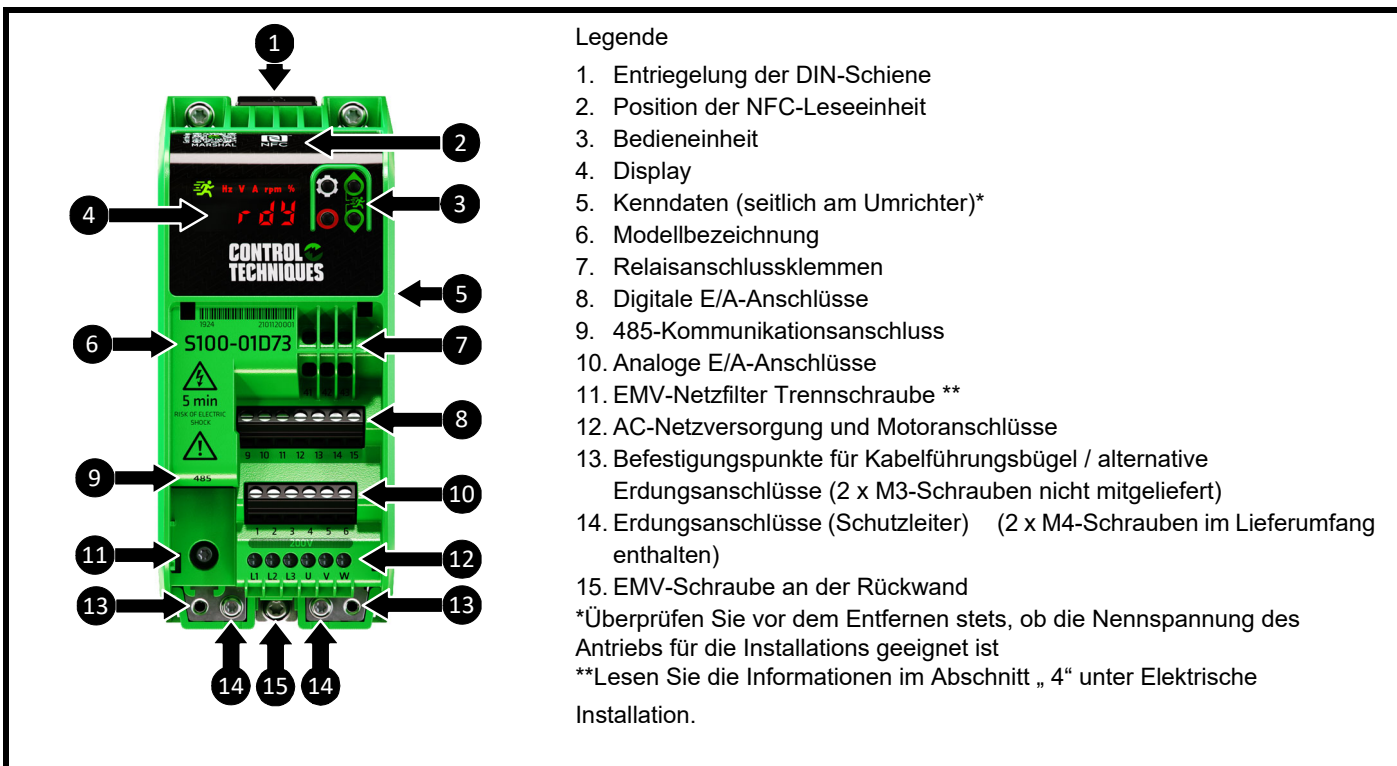 1
2
3
4
5
6
7
8
9
10
11
12
13
13
14
15
14
MARSHAL
NFC
Hz V A rpm %
rdy
CONTROL
TECHNIQUES
1924 2101120001
S100-01D73
5 min
RISK OF ELECTRIC
SHOCK
41 42 43
9 10 11 12 13 14 15
485
1 2 3 4 5 6
200V
L1 L2 L3 U V W
Legende
1. Entriegelung der DIN-Schiene
2. Position der NFC-Leseeinheit
3. Bedieneinheit
4. Display
5. Kenndaten (seitlich am Umrichter)*
6. Modellbezeichnung
7. Relaisanschlussklemmen
8. Digitale E/A-Anschlüsse
9. 485-Kommunikationsanschluss
10. Analoge E/A-Anschlüsse
11. EMV-Netzfilter Trennschraube **
12. AC-Netzversorgung und Motoranschlüsse
13. Befestigungspunkte für Kabelführungsbügel / alternative
Erdungsanschlüsse (2 x M3-Schrauben nicht mitgeliefert)
14. Erdungsanschlüsse (Schutzleiter) (2 x M4-Schrauben im Lieferumfang
enthalten)
15. EMV-Schraube an der Rückwand
*Überprüfen Sie vor dem Entfernen stets, ob die Nennspannung des
Antriebs für die Installations geeignet ist
**Lesen Sie die Informationen im Abschnitt „ 4“ unter Elektrische
Installation.